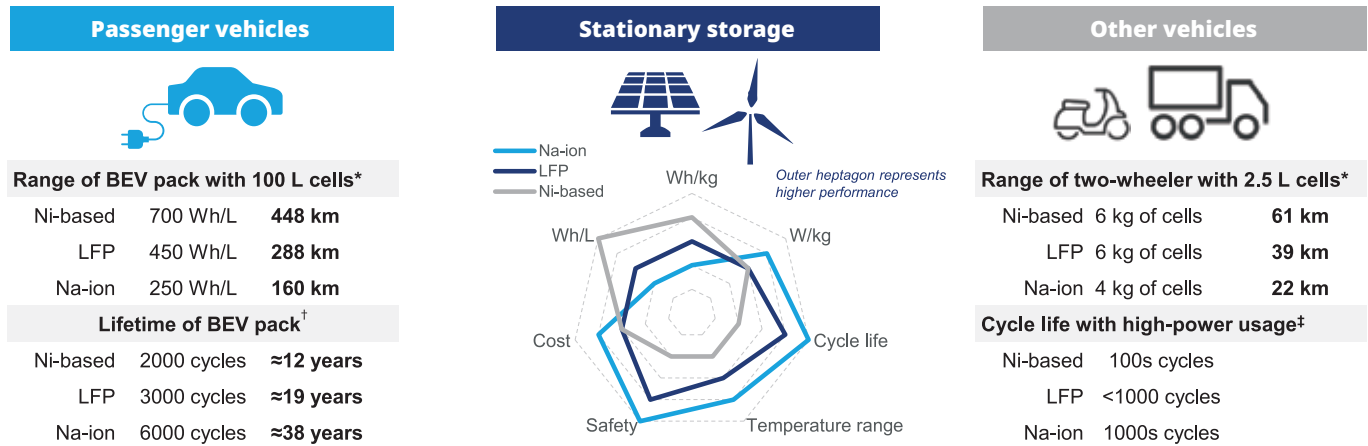 Passenger vehicles
Range of BEV pack with 100 L cells*
Ni-based 700 Wh/L 448 km
LFP 450 Wh/L 288 km
Na-ion 250 Wh/L 160 km
Lifetime of BEV pack†
Ni-based 2000 cycles ≈12 years
LFP 3000 cycles ≈19 years
Na-ion 6000 cycles ≈38 years
Stationary storage
Na-ion
LFP
Ni-based
Outer heptagon represents
higher performance
Wh/kg
Wh/L
W/kg
Cost
Cycle life
Safety
Temperature range
Other vehicles
Range of two-wheeler with 2.5 L cells*
Ni-based 6 kg of cells 61 km
LFP 6 kg of cells 39 km
Na-ion 4 kg of cells 22 km
Cycle life with high-power usage‡
Ni-based 100s cycles
LFP <1000 cycles
Na-ion 1000s cycles